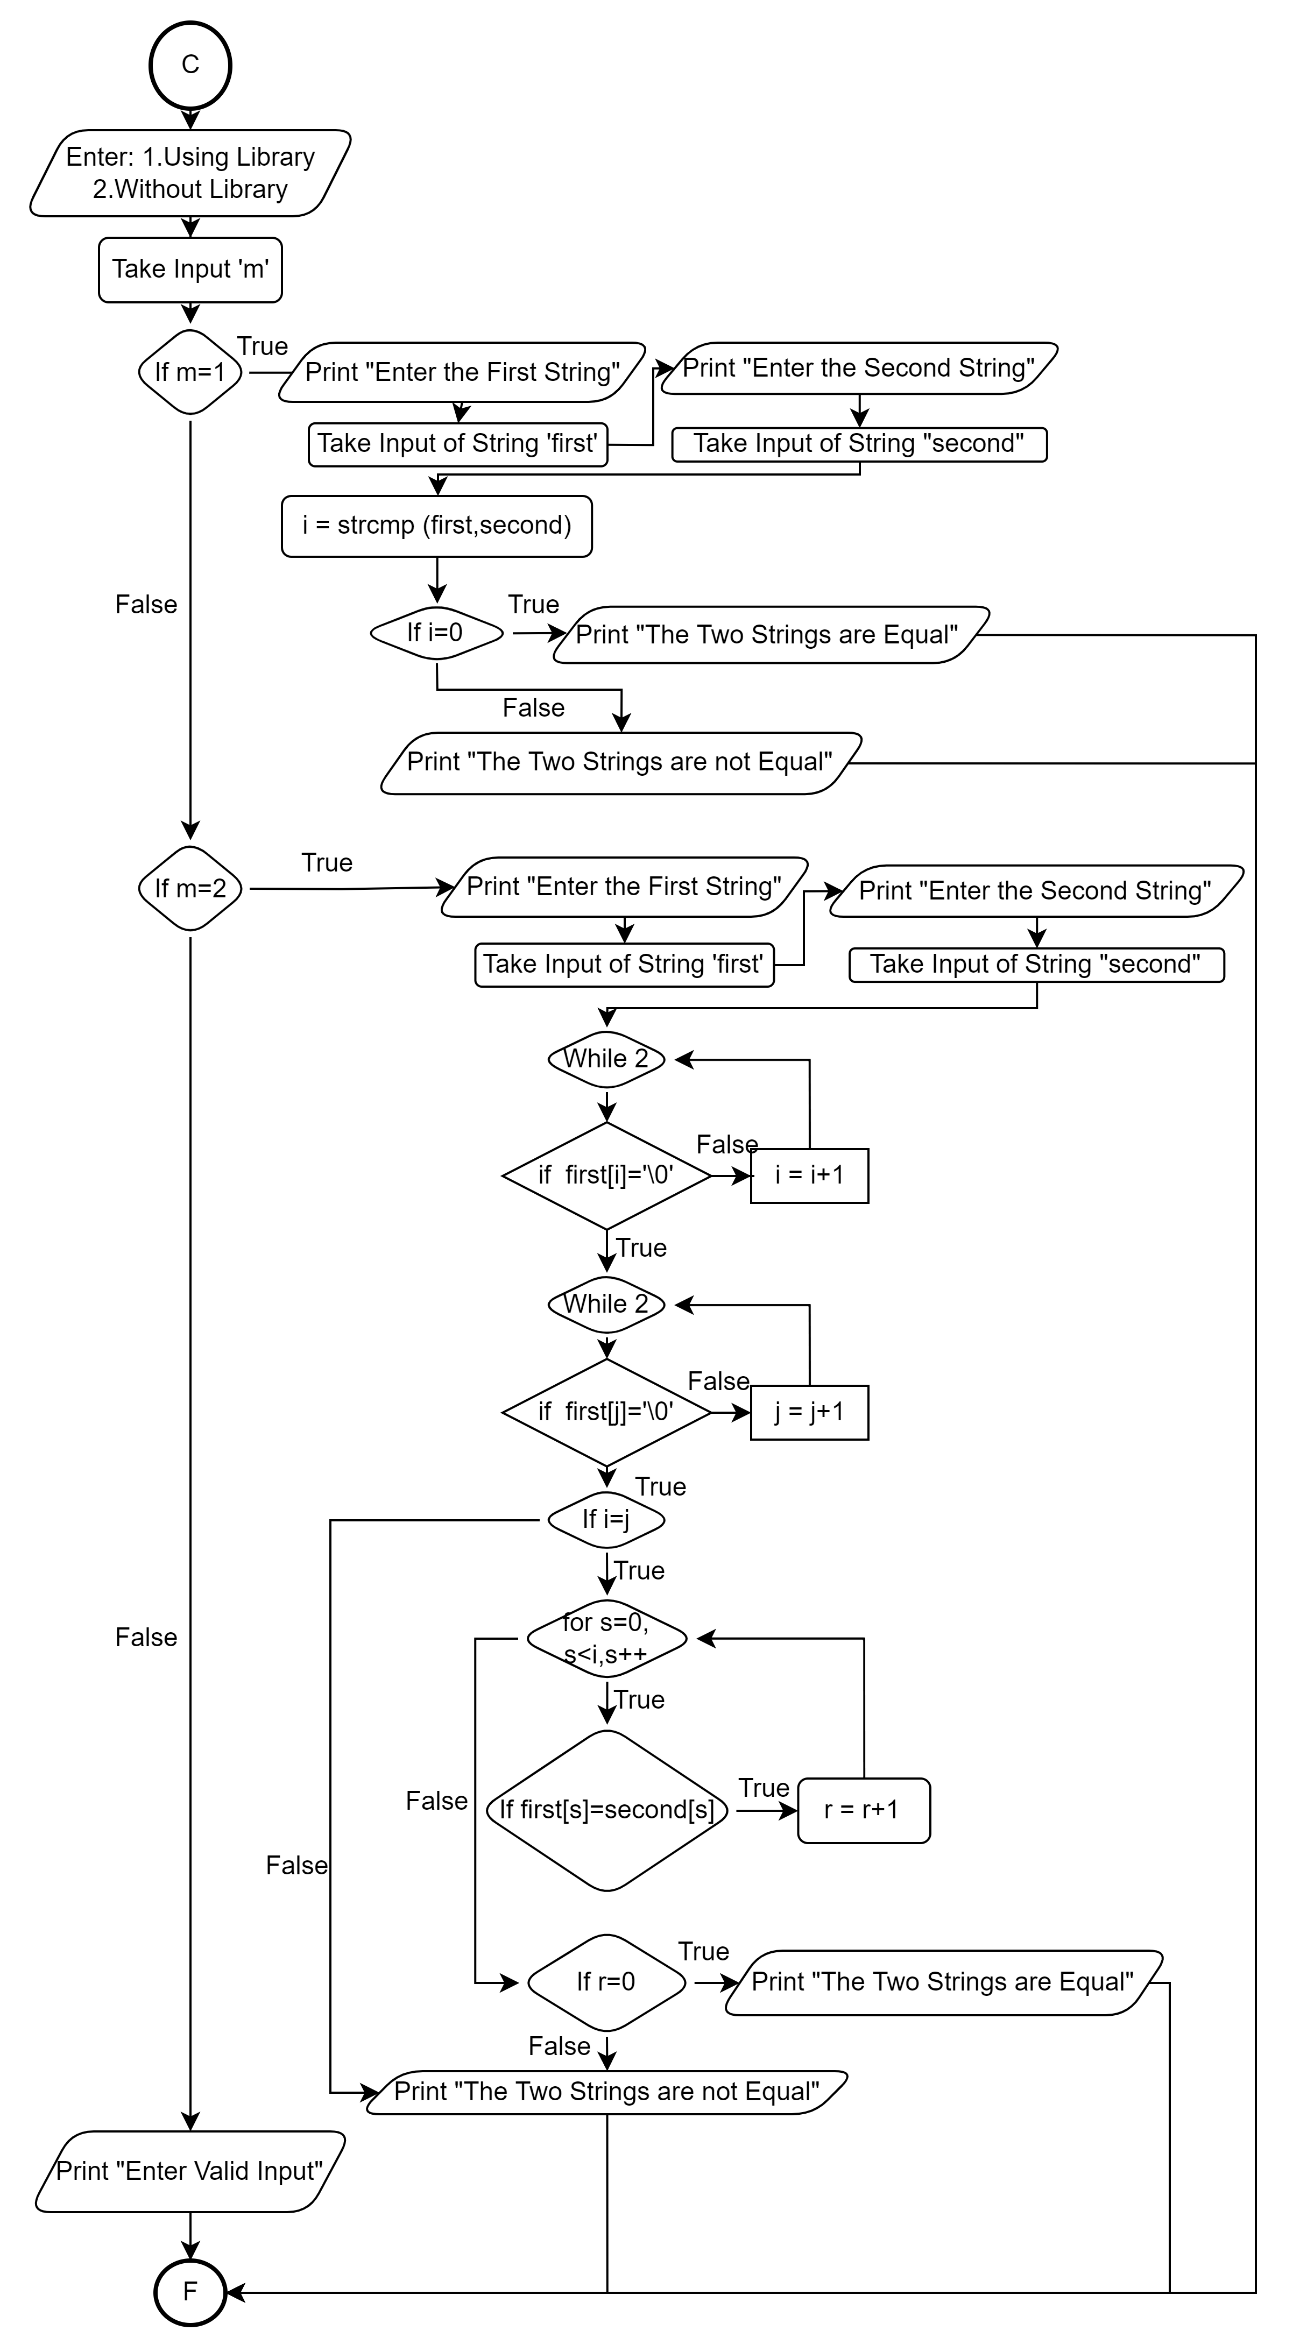 C
Enter: 1.Using Library
2.Without Library
Take Input 'm'
If m=1
True
Print "Enter the First String"
Print "Enter the Second String"
Take Input of String 'first'
Take Input of String "second"
i = strcmp (first,second)
False
If i=0
True
Print "The Two Strings are Equal"
False
Print "The Two Strings are not Equal"
If m=2
True
Print "Enter the First String"
Print "Enter the Second String"
Take Input of String 'first'
Take Input of String "second"
While 2
if  first[i]='\0'
False
i = i+1
True
While 2
if  first[j]='\0'
False
j = j+1
True
If i=j
True
for s=0,
s<i,s++
False
True
If first[s]=second[s]
True
r = r+1
False
False
If r=0
True
Print "The Two Strings are Equal"
False
Print "The Two Strings are not Equal"
Print "Enter Valid Input"
F